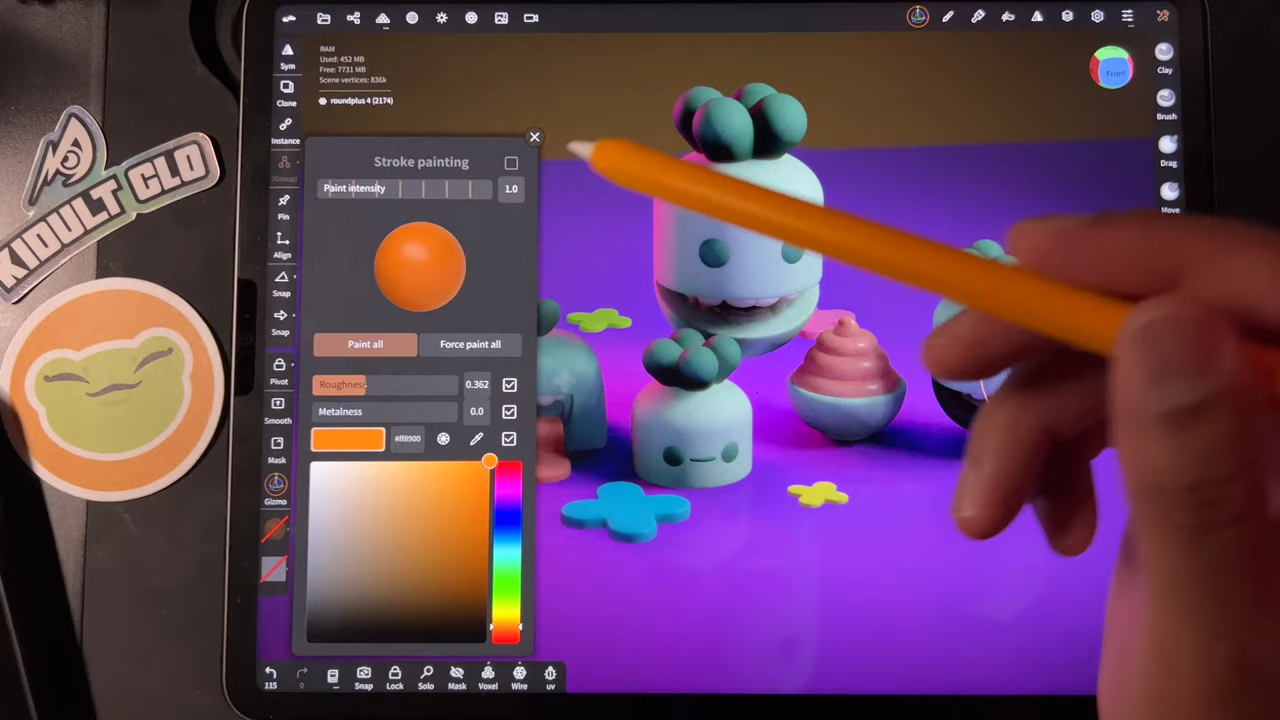 KIDULT CLO
RAM
Used: 452 MB
Free: 7731 MB
Scene vertices: 836k
roundplus 4 (2174)
Front
Sym
Clone
Instance
(Group)
Pin
Align
Snap
Snap
Pivot
Smooth
Mask
Gizmo
Stroke painting
Paint intensity
1.0
Paint all
Force paint all
Roughness
0.362
Metalness
0.0
#ff8900
Clay
Brush
Drag
Move
115
0
Snap
Lock
Solo
Mask
Voxel
Wire
uv